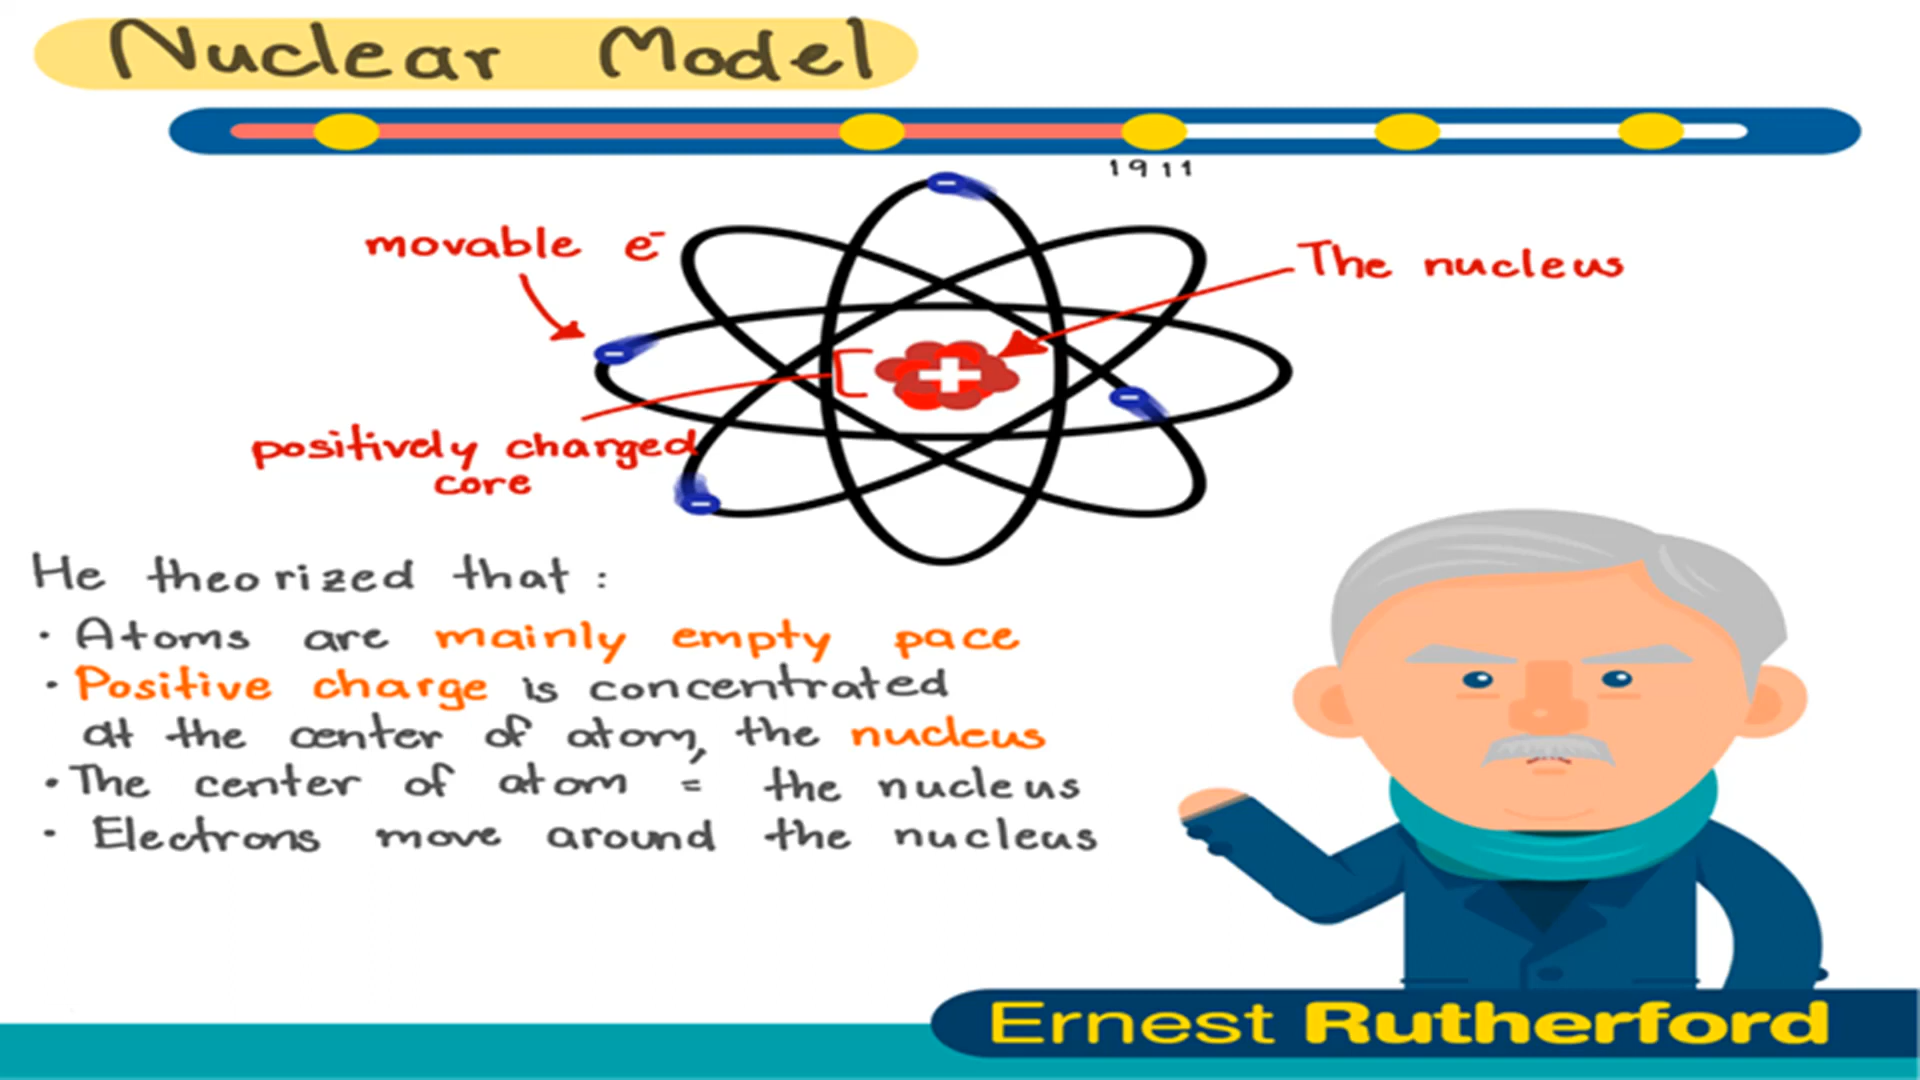 Nuclear Model
1911
movable e⁻
The nucleus
positively charged
core
He theorized that :
• Atoms are mainly empty pace
• Positive charge is concentrated
at the center of atom, the nucleus
• The center of atom = the nucleus
• Electrons move around the nucleus
Ernest Rutherford